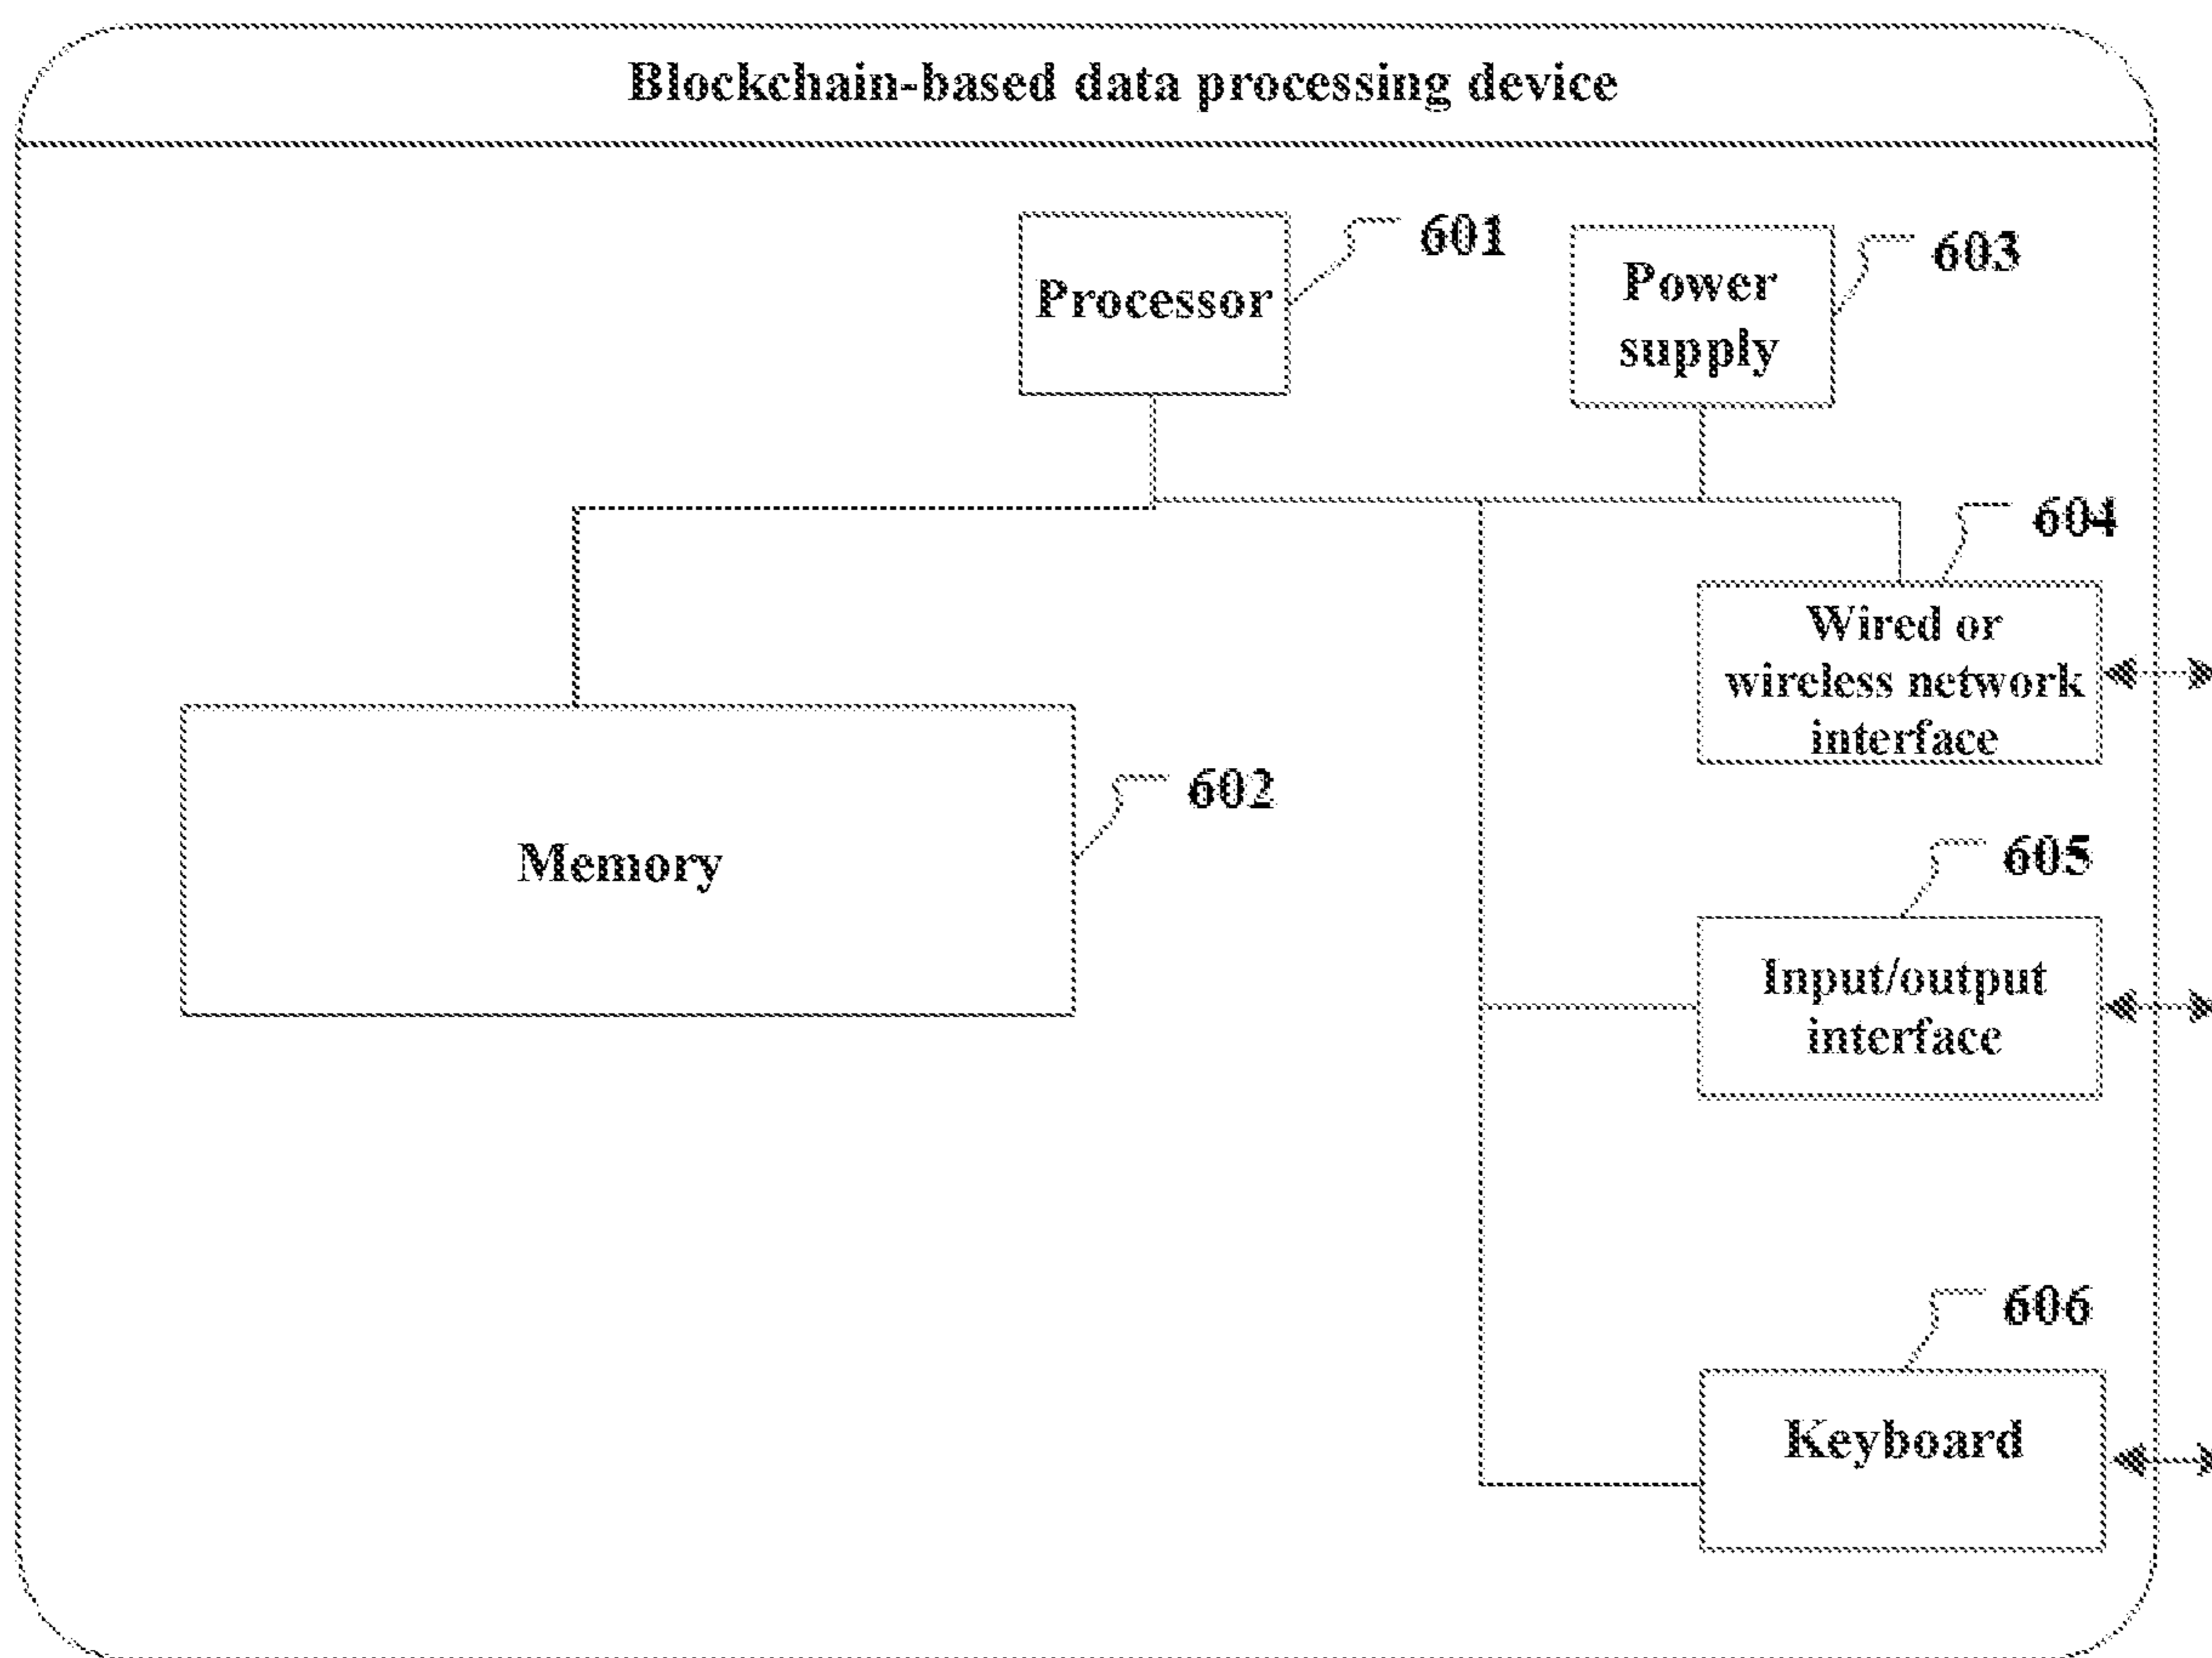 Blockchain-based data processing device
601
603
Processor
Power
supply
604
Wired or
wireless network
interface
602
Memory
605
Input/output
interface
606
Keyboard